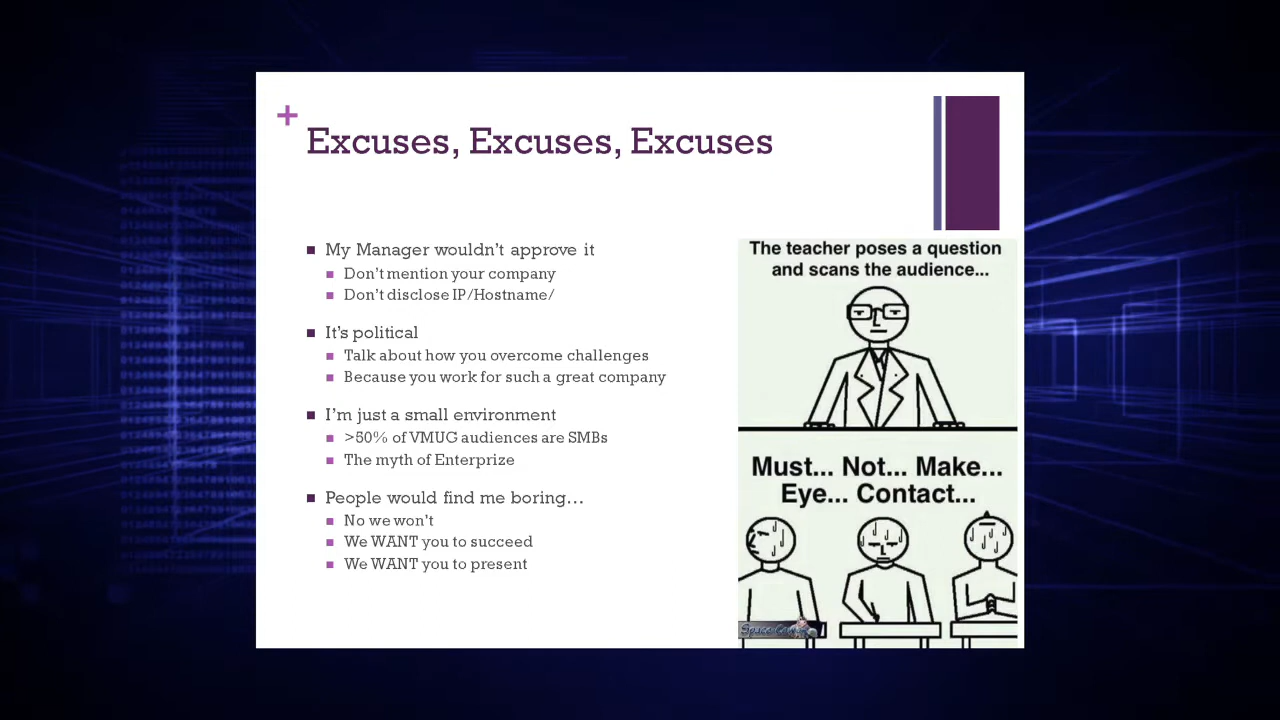 +
Excuses, Excuses, Excuses
My Manager wouldn't approve it
Don't mention your company
Don't disclose IP/Hostname/
It's political
Talk about how you overcome challenges
Because you work for such a great company
I'm just a small environment
>50% of VMUG audiences are SMBs
The myth of Enterprize
People would find me boring…
No we won't
We WANT you to succeed
We WANT you to present
The teacher poses a question
and scans the audience...
Must... Not... Make...
Eye... Contact...